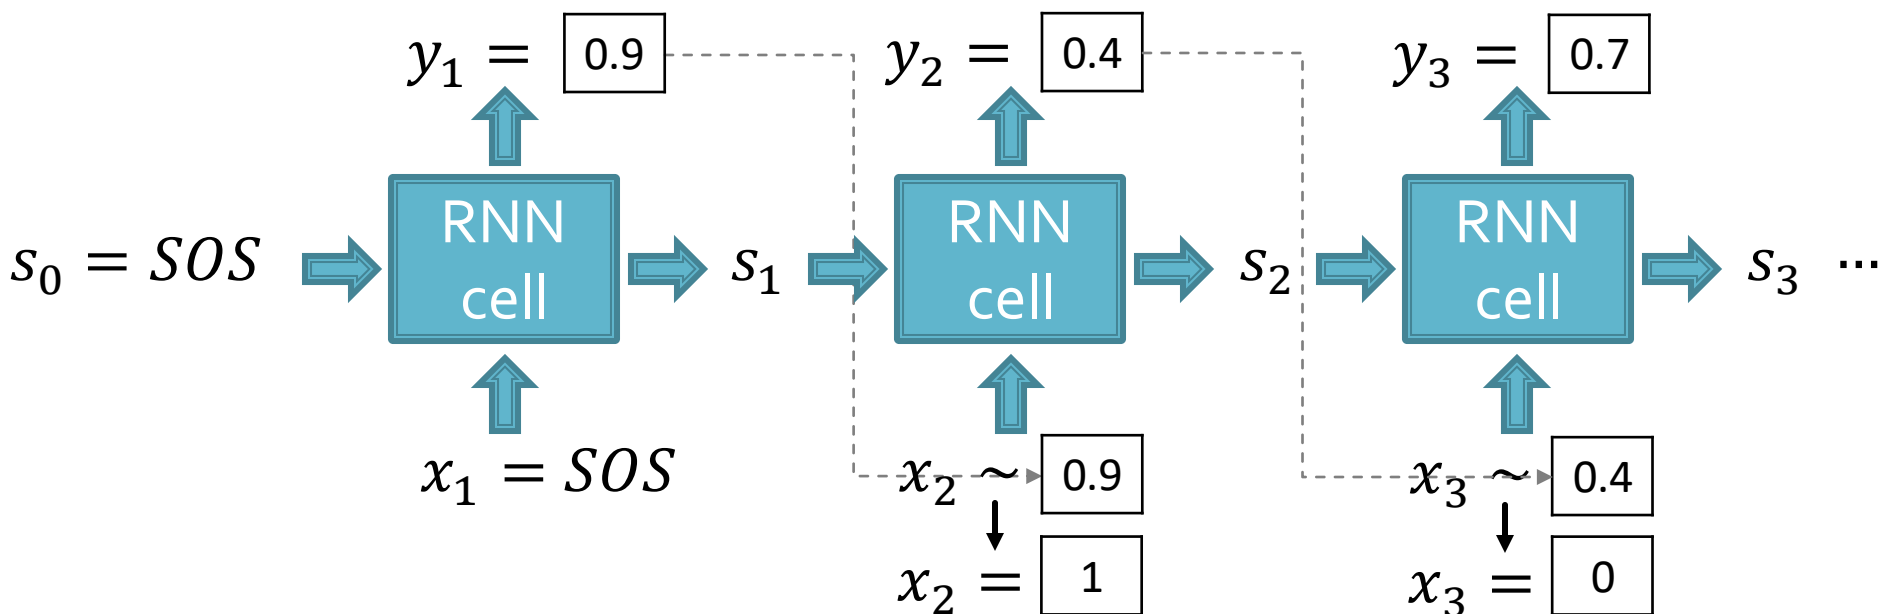 y₁ = 0.9
y₂ = 0.4
y₃ = 0.7
s₀ = SOS
RNN
cell
s₁
RNN
cell
s₂
RNN
cell
s₃ ...
x₁ = SOS
x₂ ~ 0.9
x₃ ~ 0.4
x₂ = 1
x₃ = 0